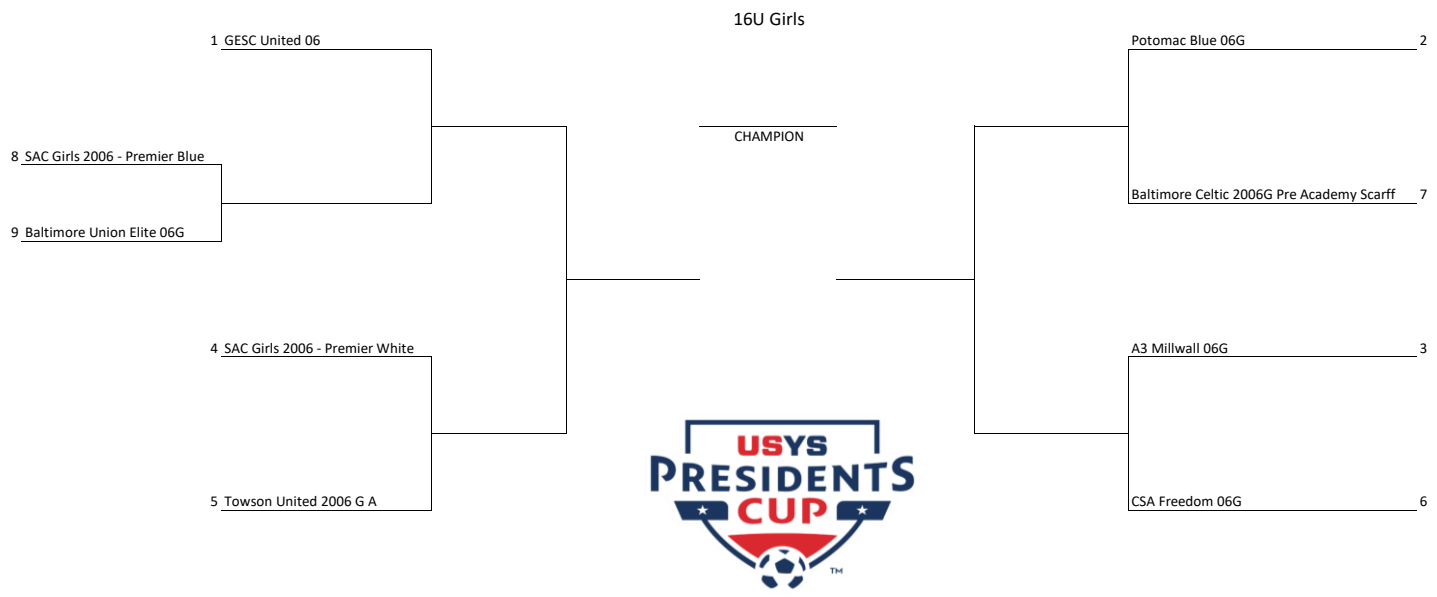 16U Girls
1 GESC United 06
Potomac Blue 06G 2
CHAMPION
8 SAC Girls 2006 - Premier Blue
Baltimore Celtic 2006G Pre Academy Scarff 7
9 Baltimore Union Elite 06G
4 SAC Girls 2006 - Premier White
A3 Millwall 06G 3
5 Towson United 2006 G A
CSA Freedom 06G 6
USYS
PRESIDENTS
CUP
TM